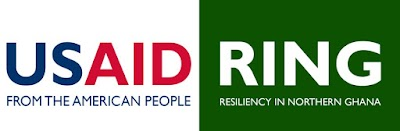 USAID
FROM THE AMERICAN PEOPLE
RING
RESILIENCY IN NORTHERN GHANA